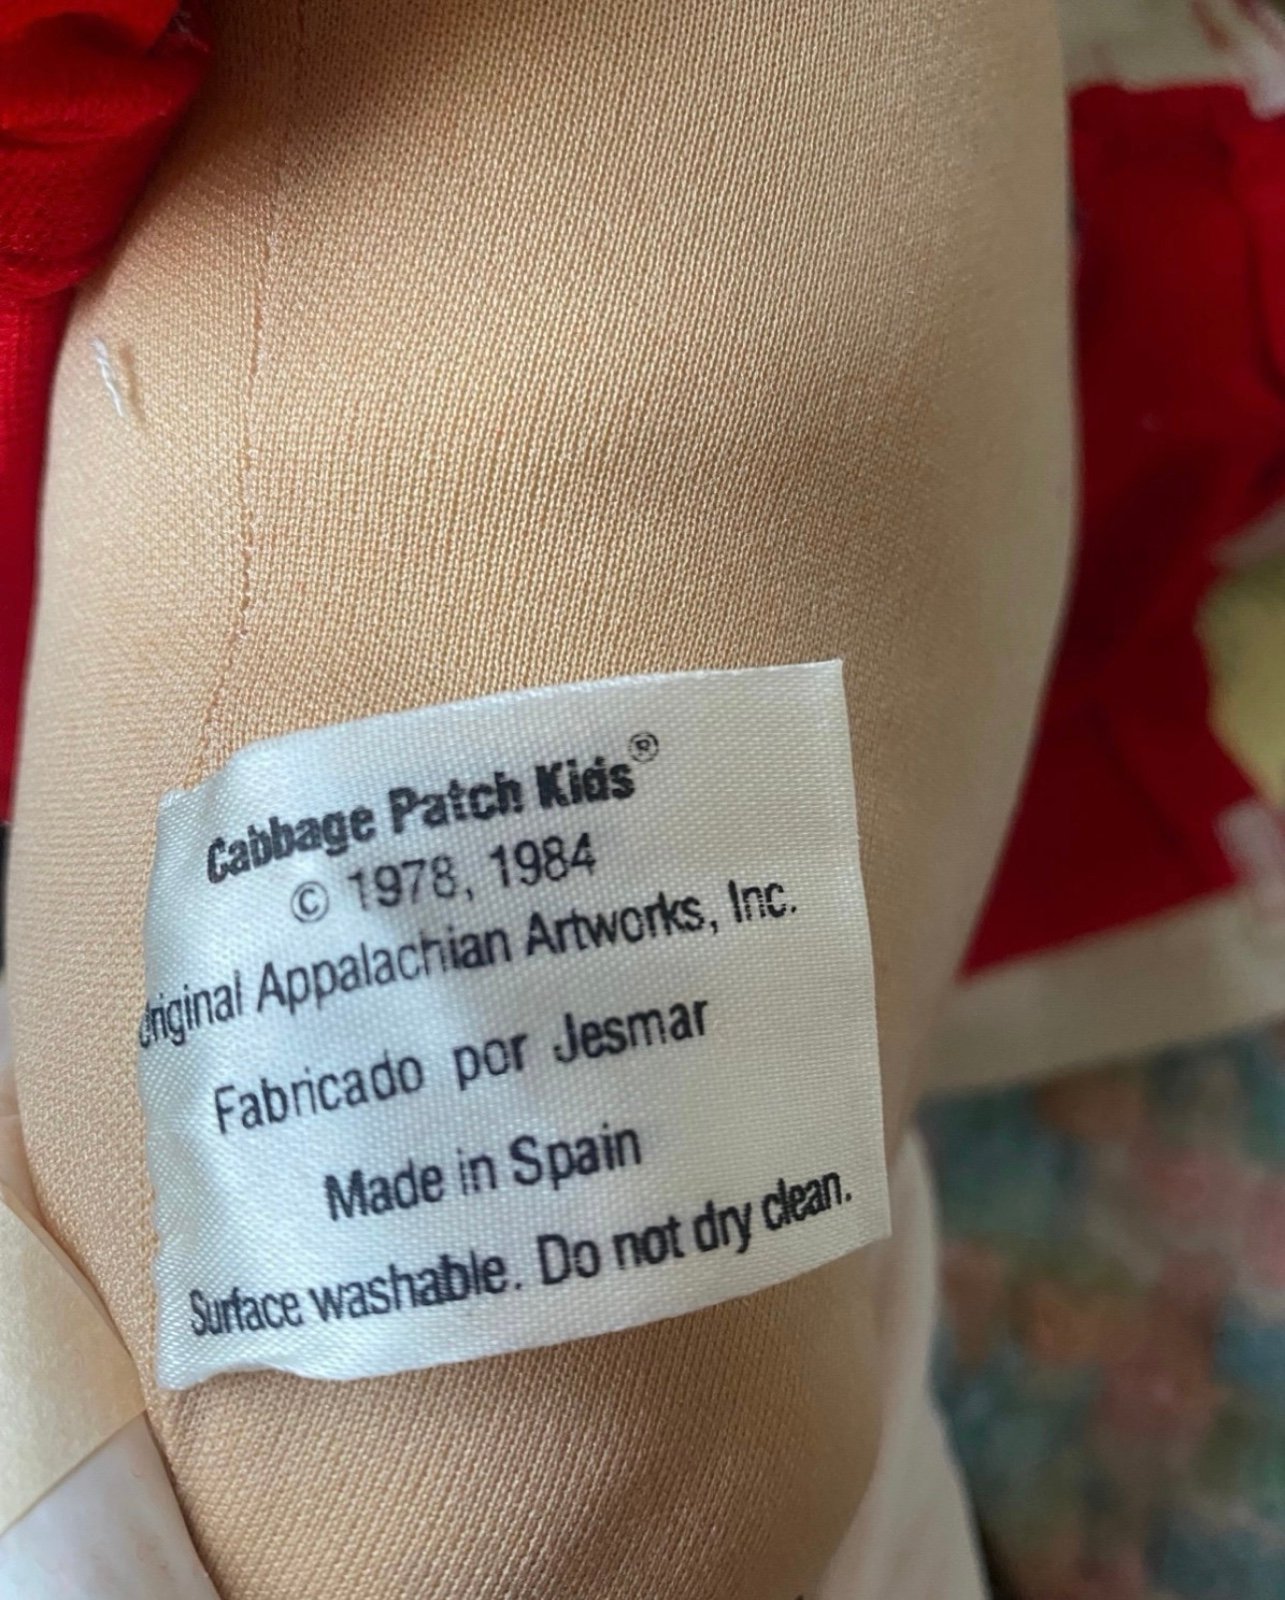 Cabbage Patch Kids®
© 1978, 1984
Original Appalachian Artworks, Inc.
Fabricado por Jesmar
Made in Spain
Surface washable. Do not dry clean.